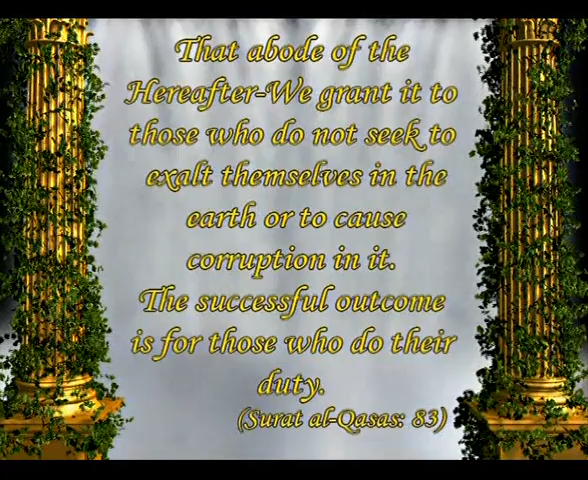 That abode of the
Hereafter-We grant it to
those who do not seek to
exalt themselves in the
earth or to cause
corruption in it.
The successful outcome
is for those who do their
duty.
(Surat al-Qasas: 83)